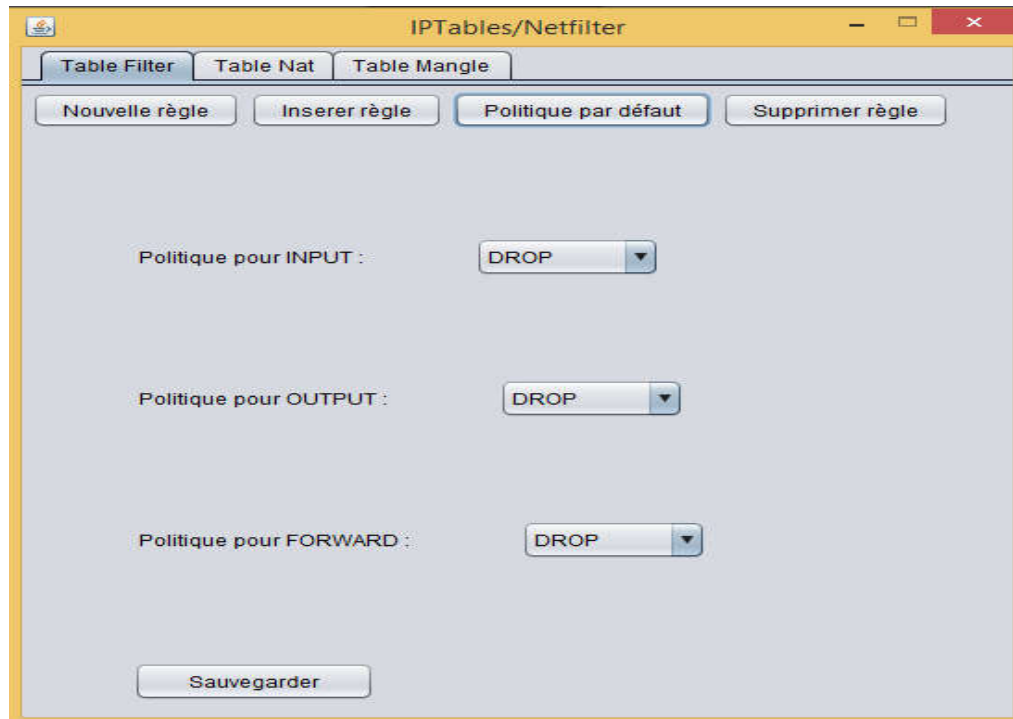 IPTables/Netfilter
Table Filter Table Nat Table Mangle
Nouvelle règle Inserer règle Politique par défaut Supprimer règle
Politique pour INPUT : DROP
Politique pour OUTPUT : DROP
Politique pour FORWARD : DROP
Sauvegarder